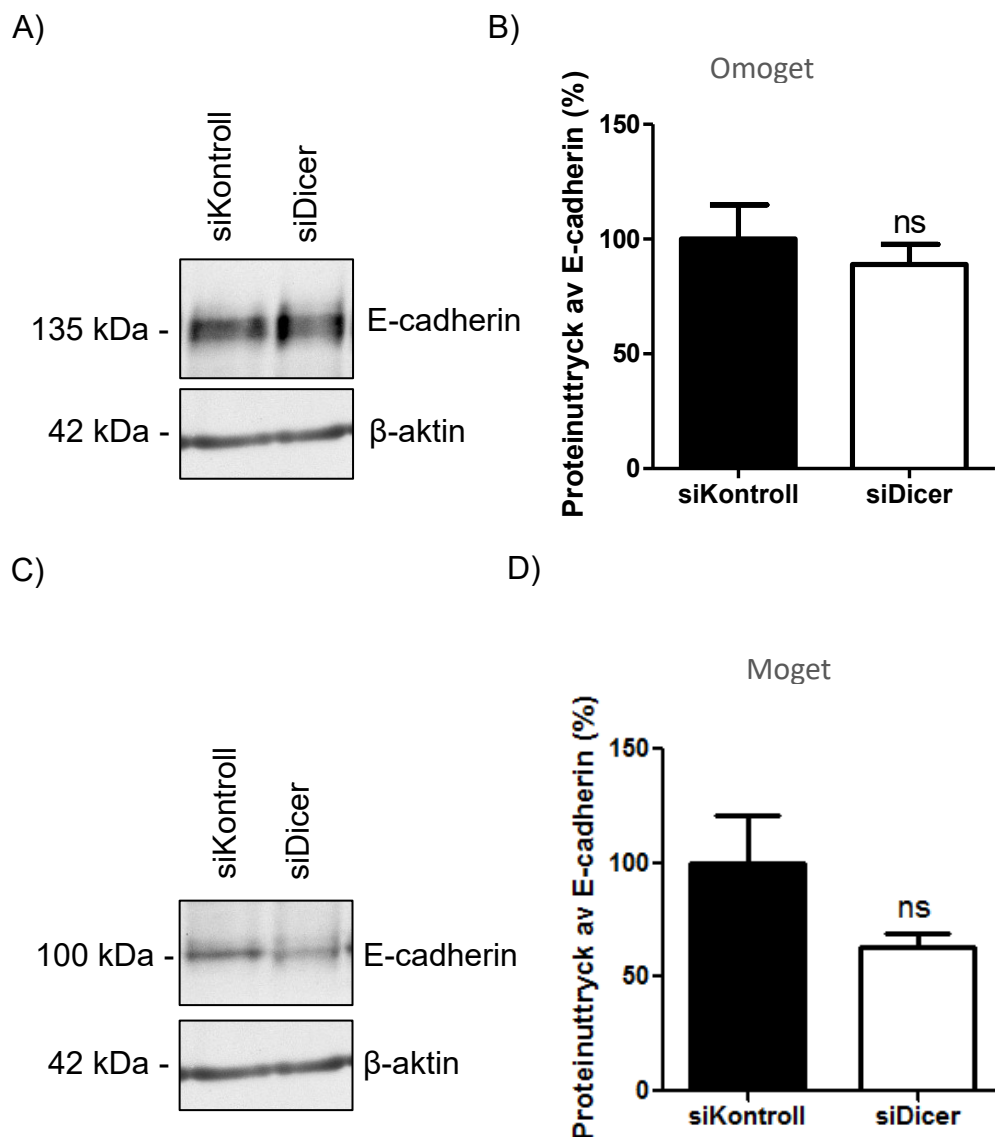 A)
siKontroll
siDicer
135 kDa -
E-cadherin
42 kDa -
β-aktin
B)
Omoget
Proteinuttryck av E-cadherin (%)
150
100
50
0
ns
siKontroll
siDicer
C)
siKontroll
siDicer
100 kDa -
E-cadherin
42 kDa -
β-aktin
D)
Moget
Proteinuttryck av E-cadherin (%)
150
100
50
0
ns
siKontroll
siDicer